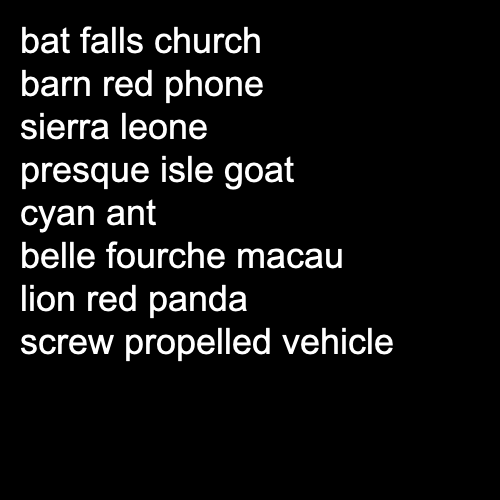 bat falls church
barn red phone
sierra leone
presque isle goat
cyan ant
belle fourche macau
lion red panda
screw propelled vehicle